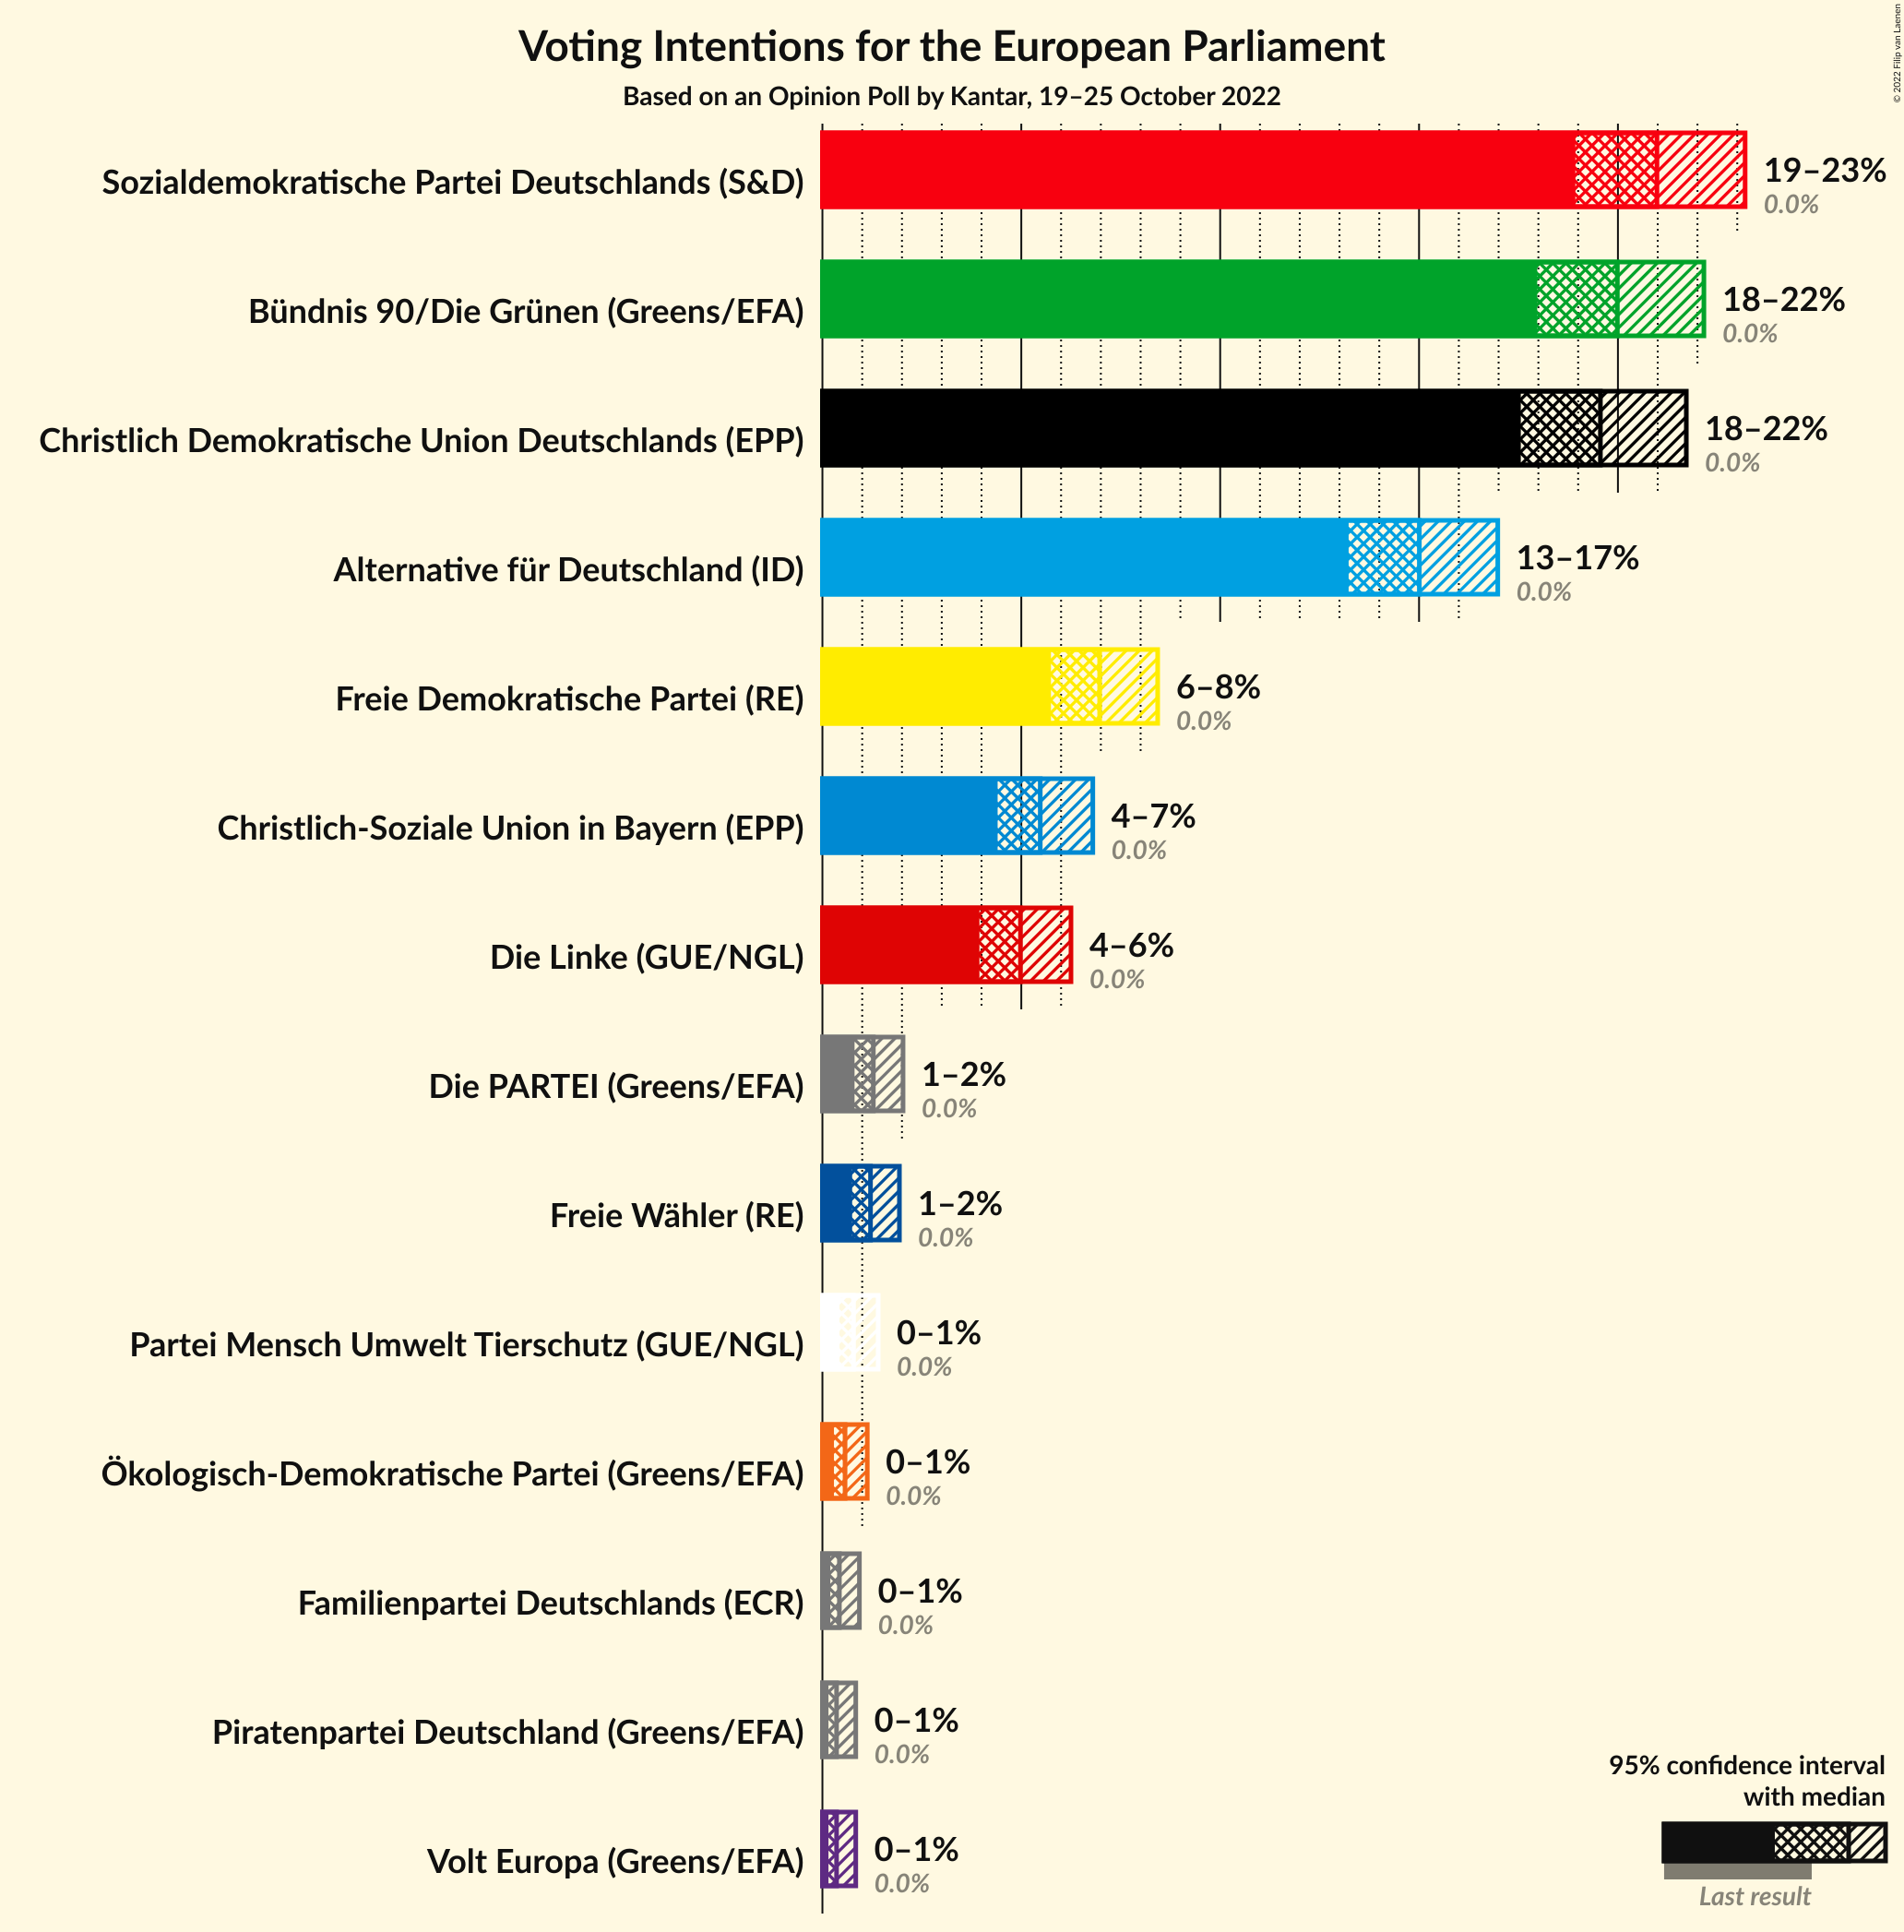 Voting Intentions for the European Parliament
Based on an Opinion Poll by Kantar, 19–25 October 2022
© 2022 Filip van Laenen
Sozialdemokratische Partei Deutschlands (S&D)
19–23%
0.0%
Bündnis 90/Die Grünen (Greens/EFA)
18–22%
0.0%
Christlich Demokratische Union Deutschlands (EPP)
18–22%
0.0%
Alternative für Deutschland (ID)
13–17%
0.0%
Freie Demokratische Partei (RE)
6–8%
0.0%
Christlich-Soziale Union in Bayern (EPP)
4–7%
0.0%
Die Linke (GUE/NGL)
4–6%
0.0%
Die PARTEI (Greens/EFA)
1–2%
0.0%
Freie Wähler (RE)
1–2%
0.0%
Partei Mensch Umwelt Tierschutz (GUE/NGL)
0–1%
0.0%
Ökologisch-Demokratische Partei (Greens/EFA)
0–1%
0.0%
Familienpartei Deutschlands (ECR)
0–1%
0.0%
Piratenpartei Deutschland (Greens/EFA)
0–1%
0.0%
Volt Europa (Greens/EFA)
0–1%
0.0%
95% confidence interval
with median
Last result